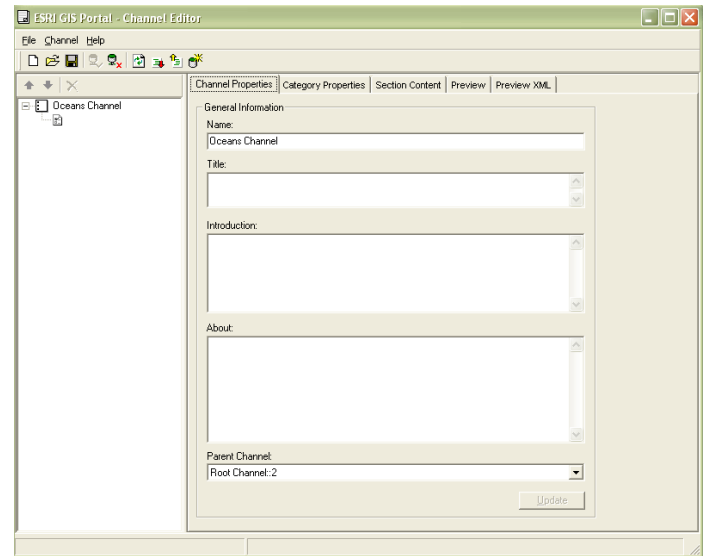 ESRI GIS Portal - Channel Editor
File Channel Help
Channel Properties Category Properties Section Content Preview Preview XML
Oceans Channel
General Information
Name:
Oceans Channel
Title:
Introduction:
About:
Parent Channel:
Root Channel::2
Update